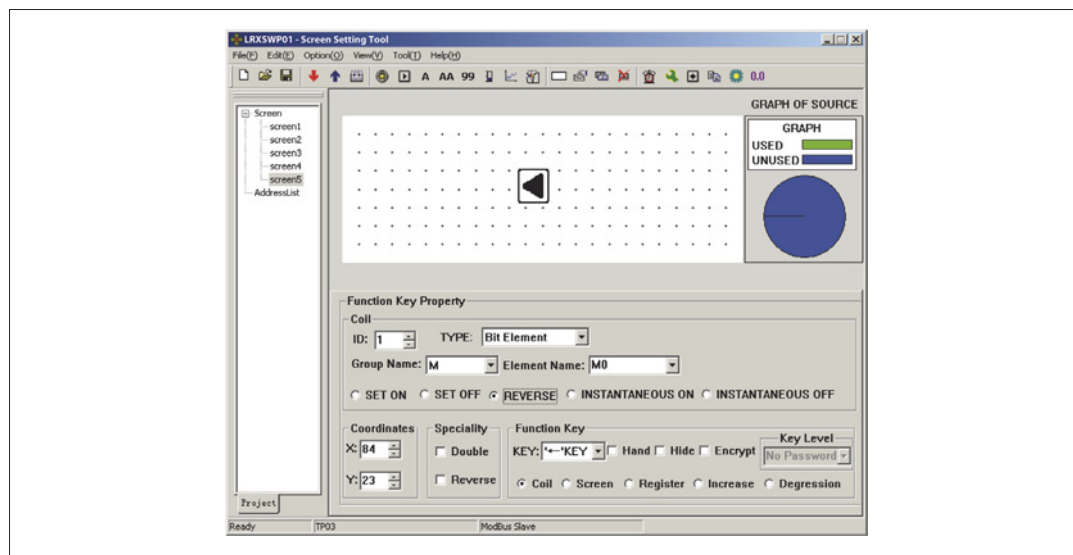 LRXSWP01 - Screen Setting Tool
File(F) Edit(E) Option(O) View(V) Tool(T) Help(H)
A AA 99 0.0
Screen
screen1
screen2
screen3
screen4
screen5
AddressList
GRAPH OF SOURCE
GRAPH
USED
UNUSED
Function Key Property
Coil
ID: 1 TYPE: Bit Element
Group Name: M Element Name: M0
SET ON SET OFF REVERSE INSTANTANEOUS ON INSTANTANEOUS OFF
Coordinates
X: 84
Y: 23
Speciality
Double
Reverse
Function Key
KEY: '←'KEY Hand Hide Encrypt
Key Level
No Password
Coil Screen Register Increase Degression
Project
Ready TP03 ModBus Slave